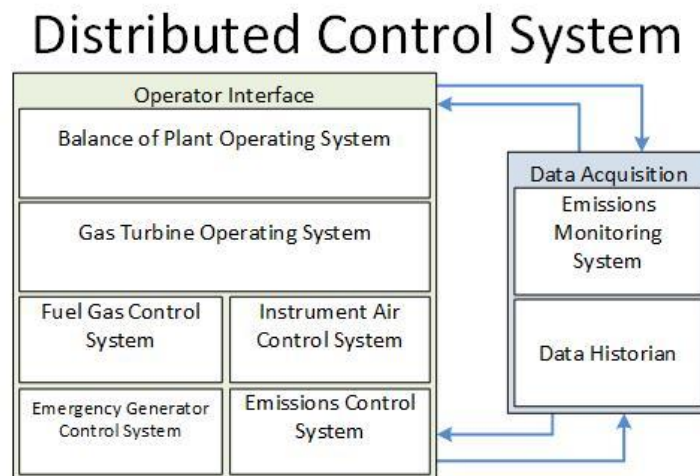 Distributed Control System
Operator Interface
Balance of Plant Operating System
Gas Turbine Operating System
Fuel Gas Control
System
Instrument Air
Control System
Emergency Generator
Control System
Emissions Control
System
Data Acquisition
Emissions
Monitoring
System
Data Historian